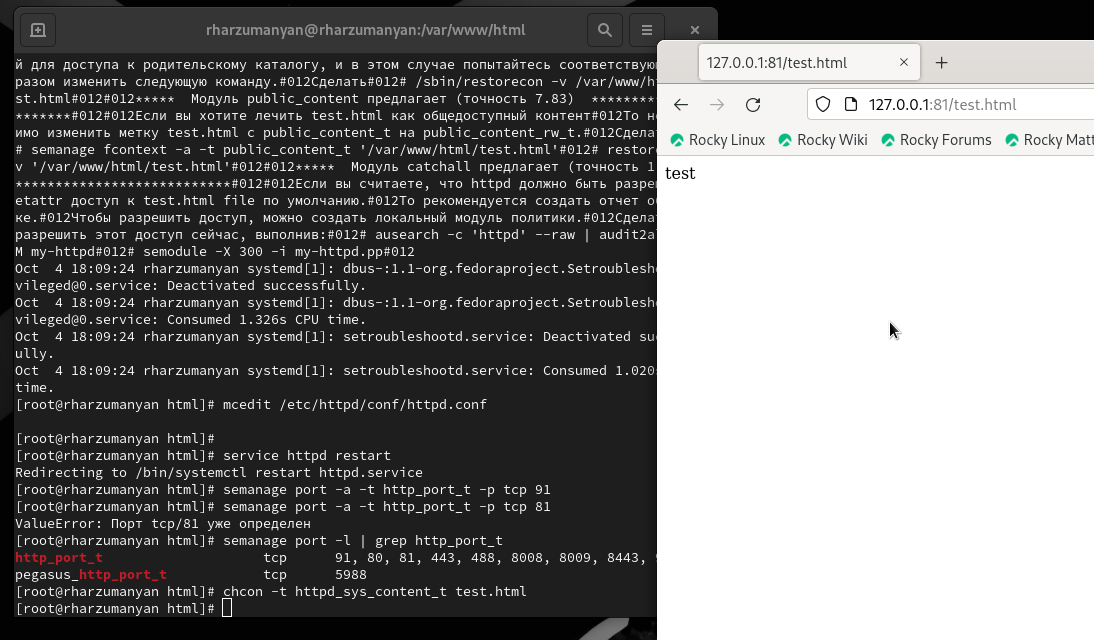 rharzumanyan@rharzumanyan:/var/www/html
й для доступа к родительскому каталогу, и в этом случае попытайтесь соответствую
разом изменить следующую команду.#012Сделать#012# /sbin/restorecon -v /var/www/h
st.html#012#012***** Модуль public_content предлагает (точность 7.83) ********
*******#012#012Если вы хотите лечить test.html как общедоступный контент#012То н
имо изменить метку test.html с public_content_t на public_content_rw_t.#012Сдела
# semanage fcontext -a -t public_content_t '/var/www/html/test.html'#012# restor
v '/var/www/html/test.html'#012#012***** Модуль catchall предлагает (точность 1
****************************#012#012Если вы считаете, что httpd должно быть разре
etattr доступ к test.html file по умолчанию.#012То рекомендуется создать отчет о
ке.#012Чтобы разрешить доступ, можно создать локальный модуль политики.#012Сдела
разрешить этот доступ сейчас, выполнив:#012# ausearch -c 'httpd' --raw | audit2a
M my-httpd#012# semodule -X 300 -i my-httpd.pp#012
Oct  4 18:09:24 rharzumanyan systemd[1]: dbus-:1.1-org.fedoraproject.Setroublesh
vileged@0.service: Deactivated successfully.
Oct  4 18:09:24 rharzumanyan systemd[1]: dbus-:1.1-org.fedoraproject.Setroublesh
vileged@0.service: Consumed 1.326s CPU time.
Oct  4 18:09:24 rharzumanyan systemd[1]: setroubleshootd.service: Deactivated su
ully.
Oct  4 18:09:24 rharzumanyan systemd[1]: setroubleshootd.service: Consumed 1.020
time.
[root@rharzumanyan html]# mcedit /etc/httpd/conf/httpd.conf
[root@rharzumanyan html]#
[root@rharzumanyan html]# service httpd restart
Redirecting to /bin/systemctl restart httpd.service
[root@rharzumanyan html]# semanage port -a -t http_port_t -p tcp 91
[root@rharzumanyan html]# semanage port -a -t http_port_t -p tcp 81
ValueError: Порт tcp/81 уже определен
[root@rharzumanyan html]# semanage port -l | grep http_port_t
http_port_t                    tcp      91, 80, 81, 443, 488, 8008, 8009, 8443,
pegasus_http_port_t            tcp      5988
[root@rharzumanyan html]# chcon -t httpd_sys_content_t test.html
[root@rharzumanyan html]#
127.0.0.1:81/test.html
127.0.0.1:81/test.html
Rocky Linux Rocky Wiki Rocky Forums Rocky Matt
test